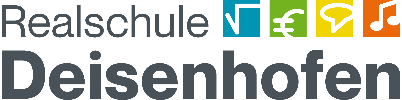 Realschule √ €
Deisenhofen